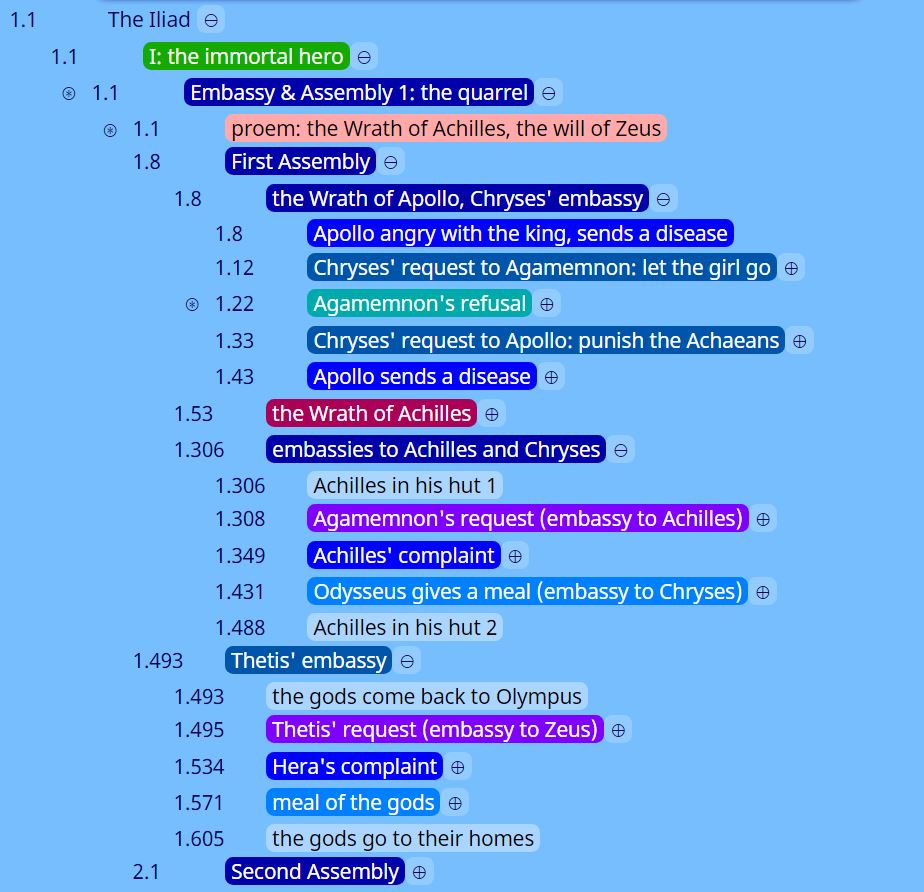 1.1 The Iliad ⊖
1.1 I: the immortal hero ⊖
⊛ 1.1 Embassy & Assembly 1: the quarrel ⊖
⊛ 1.1 proem: the Wrath of Achilles, the will of Zeus
1.8 First Assembly ⊖
1.8 the Wrath of Apollo, Chryses' embassy ⊖
1.8 Apollo angry with the king, sends a disease
1.12 Chryses' request to Agamemnon: let the girl go ⊕
⊛ 1.22 Agamemnon's refusal ⊕
1.33 Chryses' request to Apollo: punish the Achaeans ⊕
1.43 Apollo sends a disease ⊕
1.53 the Wrath of Achilles ⊕
1.306 embassies to Achilles and Chryses ⊖
1.306 Achilles in his hut 1
1.308 Agamemnon's request (embassy to Achilles) ⊕
1.349 Achilles' complaint ⊕
1.431 Odysseus gives a meal (embassy to Chryses) ⊕
1.488 Achilles in his hut 2
1.493 Thetis' embassy ⊖
1.493 the gods come back to Olympus
1.495 Thetis' request (embassy to Zeus) ⊕
1.534 Hera's complaint ⊕
1.571 meal of the gods ⊕
1.605 the gods go to their homes
2.1 Second Assembly ⊕